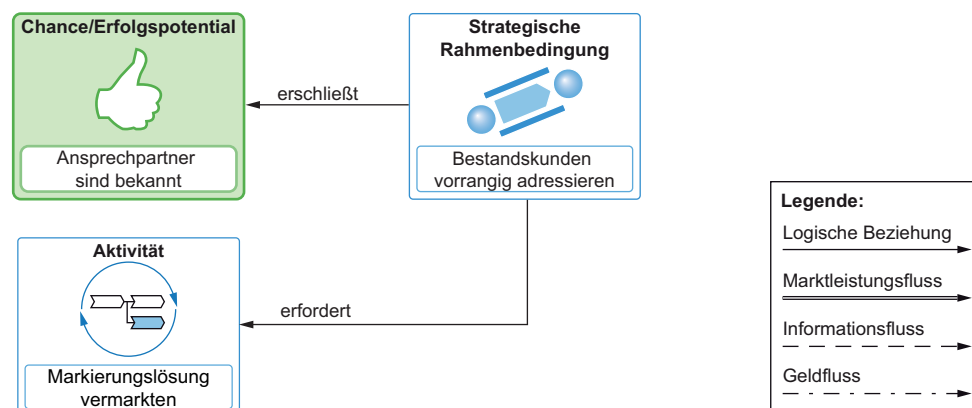 Chance/Erfolgspotential
Ansprechpartner
sind bekannt
erschließt
Strategische
Rahmenbedingung
Bestandskunden
vorrangig adressieren
Aktivität
Markierungslösung
vermarkten
erfordert
Legende:
Logische Beziehung
Marktleistungsfluss
Informationsfluss
Geldfluss